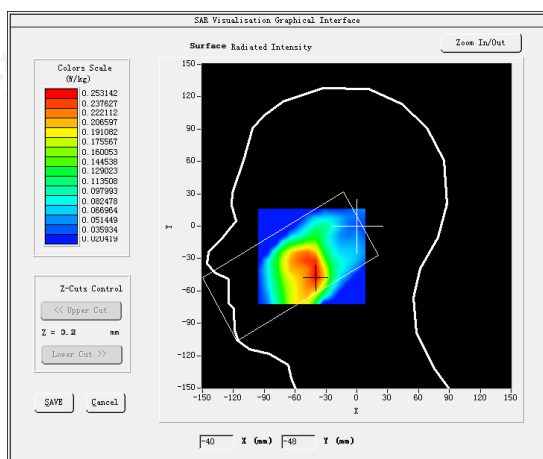 SAR Visualisation Graphical Interface
Surface Radiated Intensity
Zoom In/Out
Colors Scale
(W/kg)
0.253142
0.237627
0.222112
0.206597
0.191082
0.175567
0.160053
0.144538
0.129023
0.113508
0.097993
0.082478
0.066964
0.051449
0.035934
0.020419
Z-Cuts Control
<< Upper Cut
Z = 0.2 mm
Lower Cut >>
SAVE
Cancel
150
120
90
60
30
Y
0
-30
-60
-90
-120
-150
-150 -120 -90 -60 -30 0 30 60 90 120 150
X
-40 X (mm) -48 Y (mm)